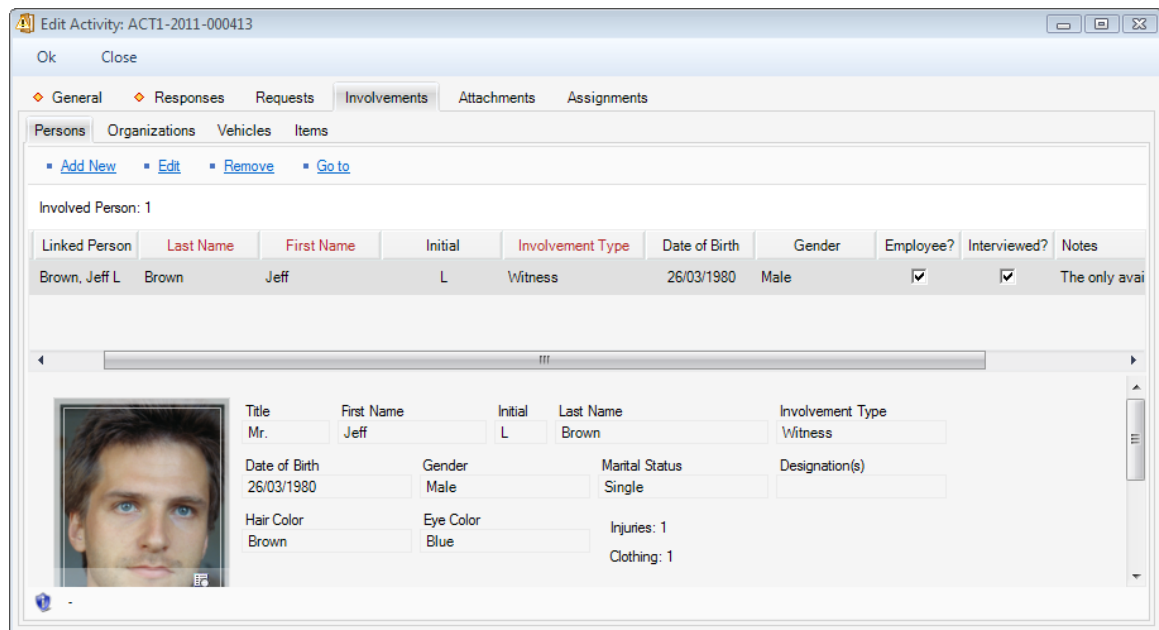 Edit Activity: ACT1-2011-000413
Ok Close
General Responses Requests Involvements Attachments Assignments
Persons Organizations Vehicles Items
Add New Edit Remove Go to
Involved Person: 1
Linked Person Last Name First Name Initial Involvement Type Date of Birth Gender Employee? Interviewed? Notes
Brown, Jeff L Brown Jeff L Witness 26/03/1980 Male The only avai
Title First Name Initial Last Name Involvement Type
Mr. Jeff L Brown Witness
Date of Birth Gender Marital Status Designation(s)
26/03/1980 Male Single
Hair Color Eye Color Injuries: 1
Brown Blue
Clothing: 1
-